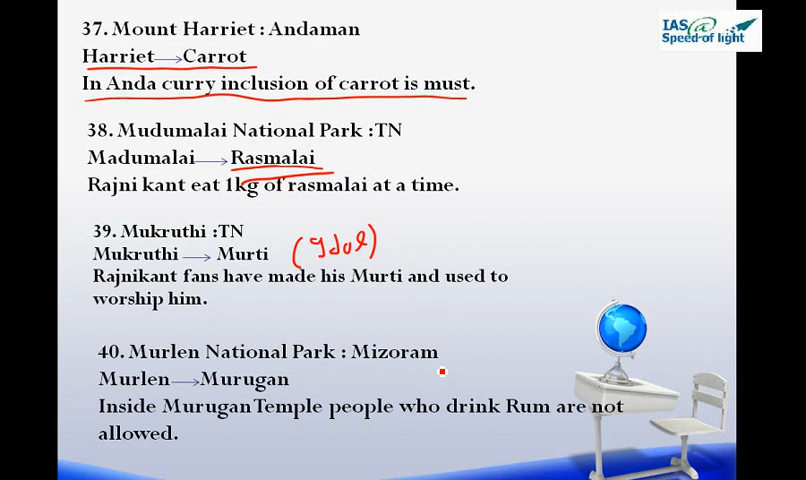 IAS@
Speed of light
37. Mount Harriet : Andaman
Harriet → Carrot
In Anda curry inclusion of carrot is must.
38. Mudumalai National Park :TN
Madumalai → Rasmalai
Rajni kant eat 1kg of rasmalai at a time.
39. Mukruthi :TN
Mukruthi → Murti (Idol)
Rajnikant fans have made his Murti and used to
worship him.
40. Murlen National Park : Mizoram
Murlen → Murugan
Inside Murugan Temple people who drink Rum are not
allowed.